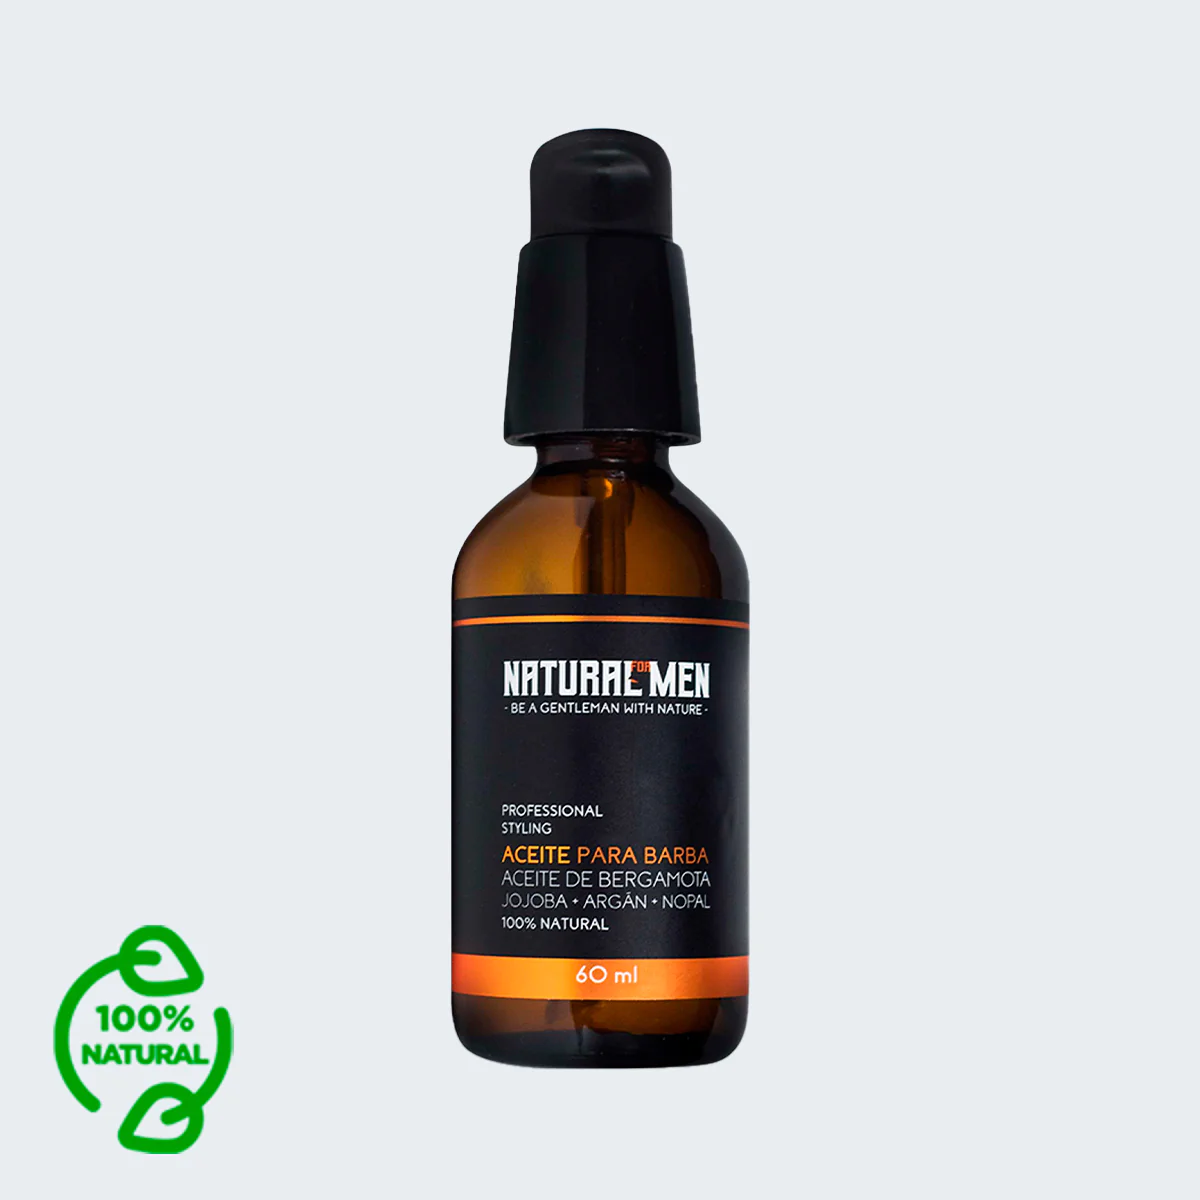 NATURAL FOR MEN
- BE A GENTLEMAN WITH NATURE -
PROFESSIONAL
STYLING
ACEITE PARA BARBA
ACEITE DE BERGAMOTA
JOJOBA + ARGÁN + NOPAL
100% NATURAL
60 ml
100%
NATURAL